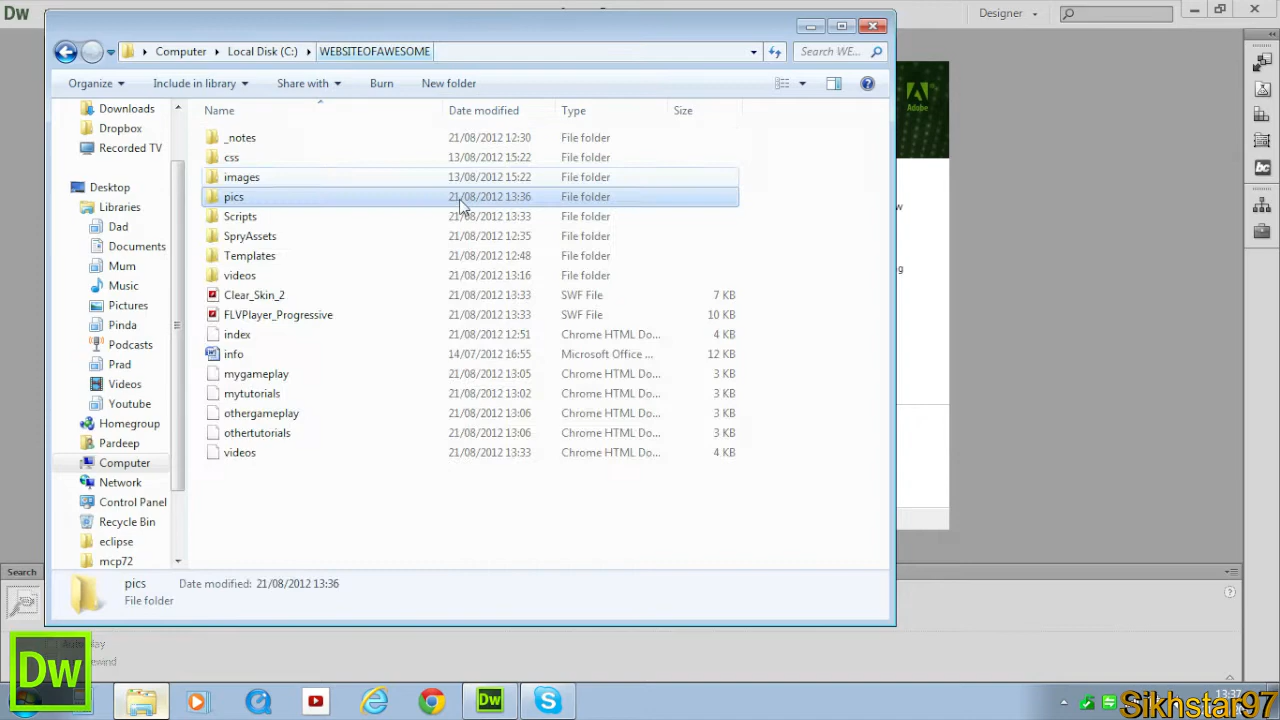 Dw
Designer
Computer Local Disk (C:) WEBSITEOFAWESOME
Search WE...
Organize Include in library Share with Burn New folder
Adobe
Downloads
Dropbox
Recorded TV
Desktop
Libraries
Dad
Documents
Mum
Music
Pictures
Pinda
Podcasts
Prad
Videos
Youtube
Homegroup
Pardeep
Computer
Network
Control Panel
Recycle Bin
eclipse
mcp72
Name Date modified Type Size
_notes 21/08/2012 12:30 File folder
css 13/08/2012 15:22 File folder
images 13/08/2012 15:22 File folder
pics 21/08/2012 13:36 File folder
Scripts 21/08/2012 13:33 File folder
SpryAssets 21/08/2012 12:35 File folder
Templates 21/08/2012 12:48 File folder
videos 21/08/2012 13:16 File folder
Clear_Skin_2 21/08/2012 13:33 SWF File 7 KB
FLVPlayer_Progressive 21/08/2012 13:33 SWF File 10 KB
index 21/08/2012 12:51 Chrome HTML Do... 4 KB
info 14/07/2012 16:55 Microsoft Office ... 12 KB
mygameplay 21/08/2012 13:05 Chrome HTML Do... 3 KB
mytutorials 21/08/2012 13:02 Chrome HTML Do... 3 KB
othergameplay 21/08/2012 13:06 Chrome HTML Do... 3 KB
othertutorials 21/08/2012 13:06 Chrome HTML Do... 3 KB
videos 21/08/2012 13:33 Chrome HTML Do... 4 KB
pics Date modified: 21/08/2012 13:36
File folder
Search
Dw
Dw
13:37
Sikhstar97